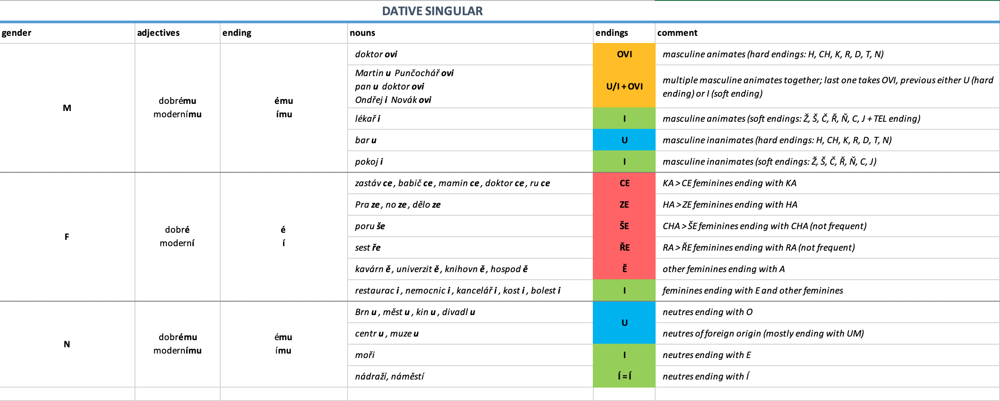 DATIVE SINGULAR
gender adjectives ending nouns endings comment
M
dobrému
modernímu
ému
ímu
doktor ovi OVI masculine animates (hard endings: H, CH, K, R, D, T, N)
Martin u Punčochář ovi
pan u doktor ovi
Ondřej i Novák ovi
U/I + OVI
multiple masculine animates together; last one takes OVI, previous either U (hard
ending) or I (soft ending)
lékař i I masculine animates (soft endings: Ž, Š, Č, Ř, Ň, C, J + TEL ending)
bar u U masculine inanimates (hard endings: H, CH, K, R, D, T, N)
pokoj i I masculine inanimates (soft endings: Ž, Š, Č, Ř, Ň, C, J)
F
dobré
moderní
é
í
zastáv ce, babič ce, mamin ce, doktor ce, ru ce CE KA > CE feminines ending with KA
Pra ze, no ze, dělo ze ZE HA > ZE feminines ending with HA
poru še ŠE CHA > ŠE feminines ending with CHA (not frequent)
sest ře ŘE RA > ŘE feminines ending with RA (not frequent)
kavárn ě, univerzit ě, knihovn ě, hospod ě Ě other feminines ending with A
restaurac i, nemocnic i, kancelář i, kost i, bolest i I feminines ending with E and other feminines
N
dobrému
modernímu
ému
ímu
Brn u, měst u, kin u, divadl u U neutres ending with O
centr u, muze u neutres of foreign origin (mostly ending with UM)
moři I neutres ending with E
nádraží, náměstí Í = Í neutres ending with Í